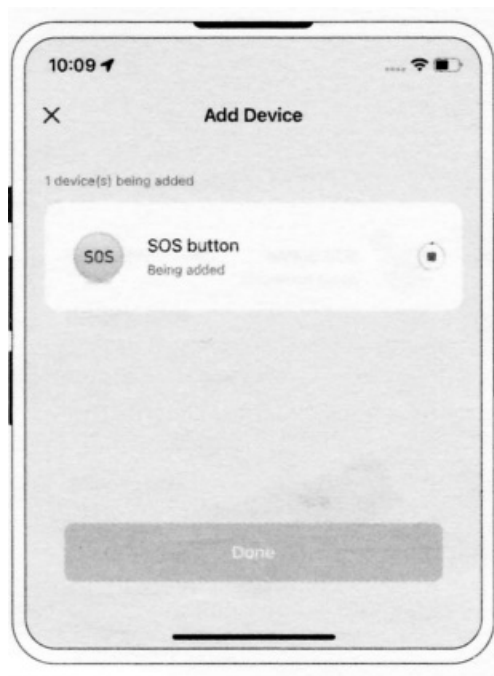 10:09
Add Device
1 device(s) being added
SOS
SOS button
Being added
Done